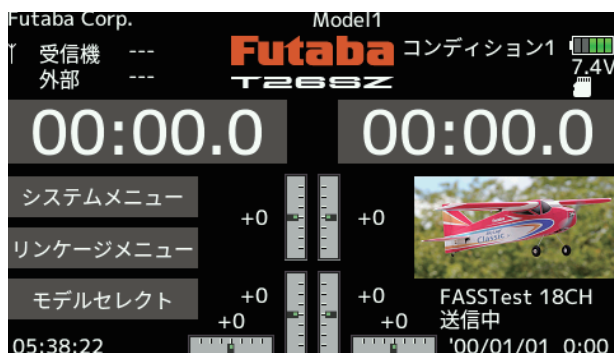 Futaba Corp.
Model1
受信機 ---
外部 ---
Futaba
T26SZ
コンディション1
7.4V
00:00.0
00:00.0
システムメニュー
リンケージメニュー
モデルセレクト
+0
+0
Classic
+0
+0
+0
+0
FASSTest 18CH
送信中
05:38:22
'00/01/01 0:00